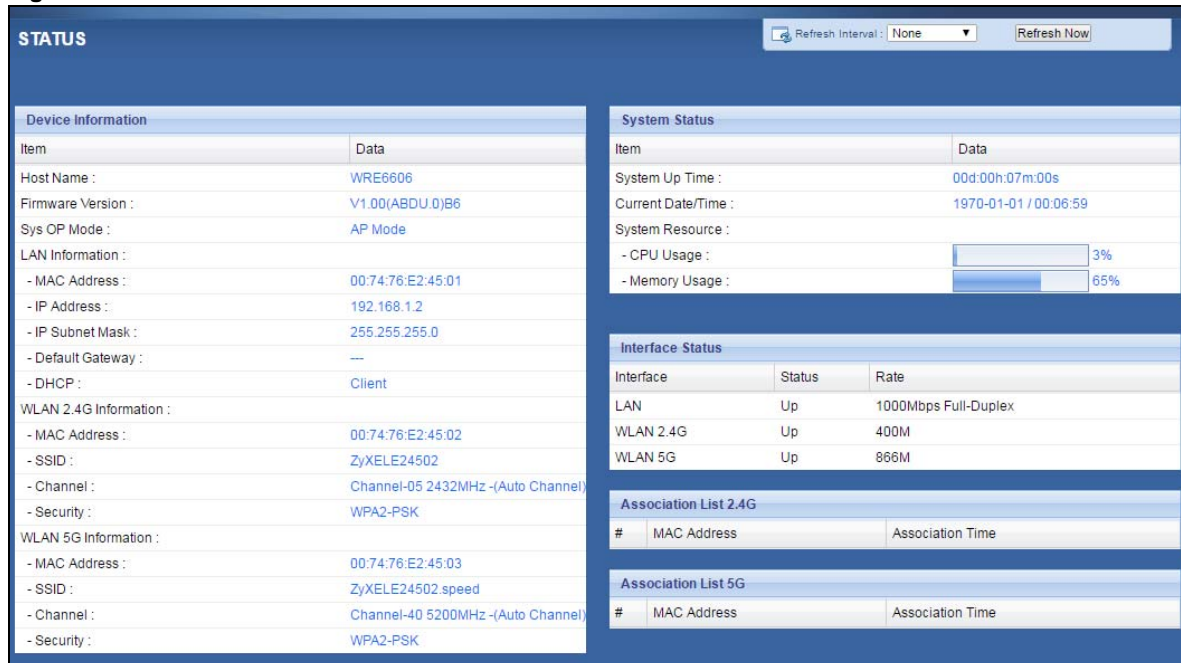 STATUS
Refresh Interval : None ▼ Refresh Now
Device Information
Item Data
Host Name : WRE6606
Firmware Version : V1.00(ABDU.0)B6
Sys OP Mode : AP Mode
LAN Information :
- MAC Address : 00:74:76:E2:45:01
- IP Address : 192.168.1.2
- IP Subnet Mask : 255.255.255.0
- Default Gateway : ---
- DHCP : Client
WLAN 2.4G Information :
- MAC Address : 00:74:76:E2:45:02
- SSID : ZyXELE24502
- Channel : Channel-05 2432MHz -(Auto Channel)
- Security : WPA2-PSK
WLAN 5G Information :
- MAC Address : 00:74:76:E2:45:03
- SSID : ZyXELE24502.speed
- Channel : Channel-40 5200MHz -(Auto Channel)
- Security : WPA2-PSK
System Status
Item Data
System Up Time : 00d:00h:07m:00s
Current Date/Time : 1970-01-01 / 00:06:59
System Resource :
- CPU Usage : 3%
- Memory Usage : 65%
Interface Status
Interface Status Rate
LAN Up 1000Mbps Full-Duplex
WLAN 2.4G Up 400M
WLAN 5G Up 866M
Association List 2.4G
# MAC Address Association Time
Association List 5G
# MAC Address Association Time